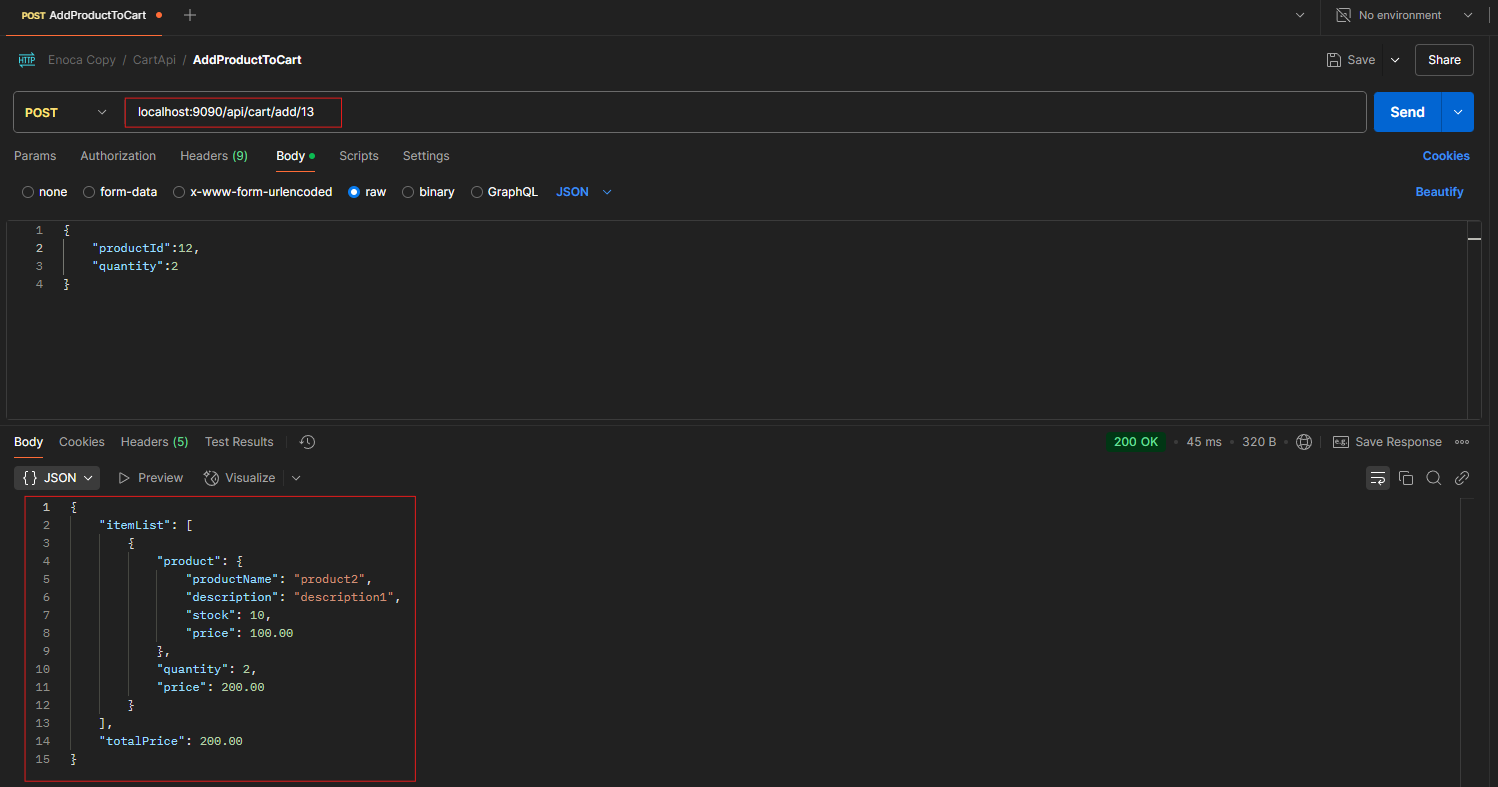 POST AddProductToCart
No environment
HTTP Enoca Copy / CartApi / AddProductToCart
Save Share
POST localhost:9090/api/cart/add/13 Send
Params Authorization Headers (9) Body Scripts Settings Cookies
none form-data x-www-form-urlencoded raw binary GraphQL JSON Beautify
1 {
2 "productId":12,
3 "quantity":2
4 }
Body Cookies Headers (5) Test Results 200 OK 45 ms 320 B e.g. Save Response
{} JSON Preview Visualize
1 {
2 "itemList": [
3 {
4 "product": {
5 "productName": "product2",
6 "description": "description1",
7 "stock": 10,
8 "price": 100.00
9 },
10 "quantity": 2,
11 "price": 200.00
12 }
13 ],
14 "totalPrice": 200.00
15 }